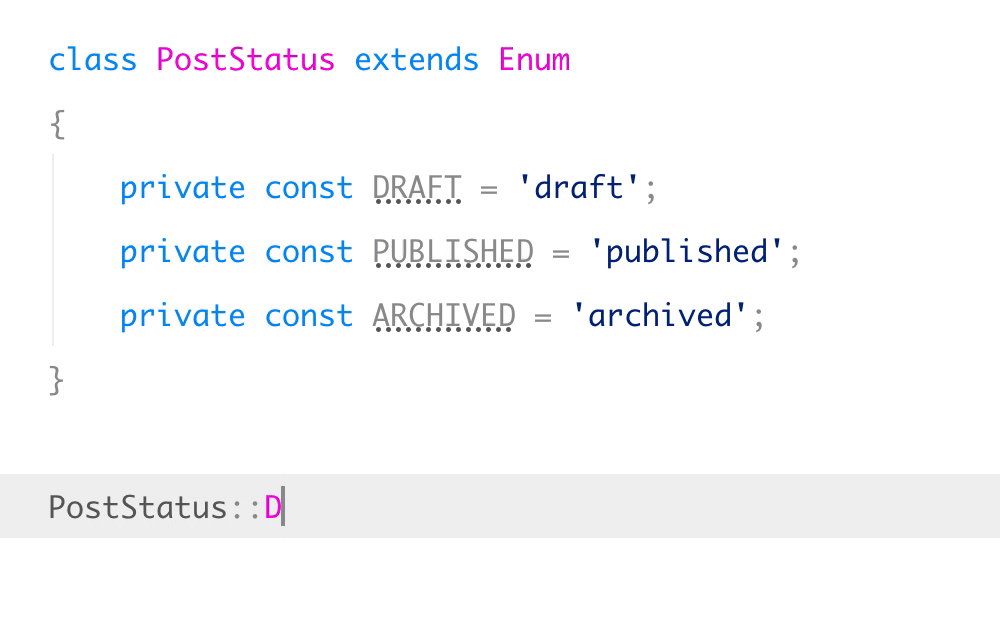 class PostStatus extends Enum
{
    private const DRAFT = 'draft';
    private const PUBLISHED = 'published';
    private const ARCHIVED = 'archived';
}
PostStatus::D